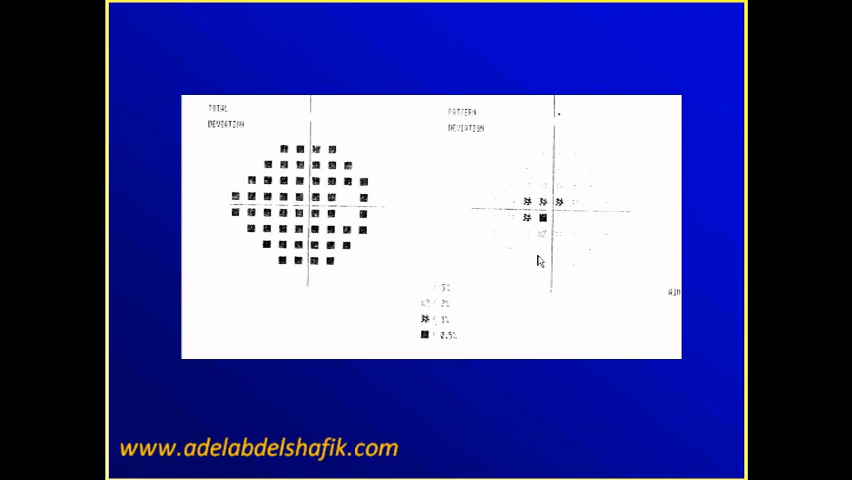 TOTAL
DEVIATION
PATTERN
DEVIATION
5%
2%
< 1%
0.5%
www.adelabdelshafik.com